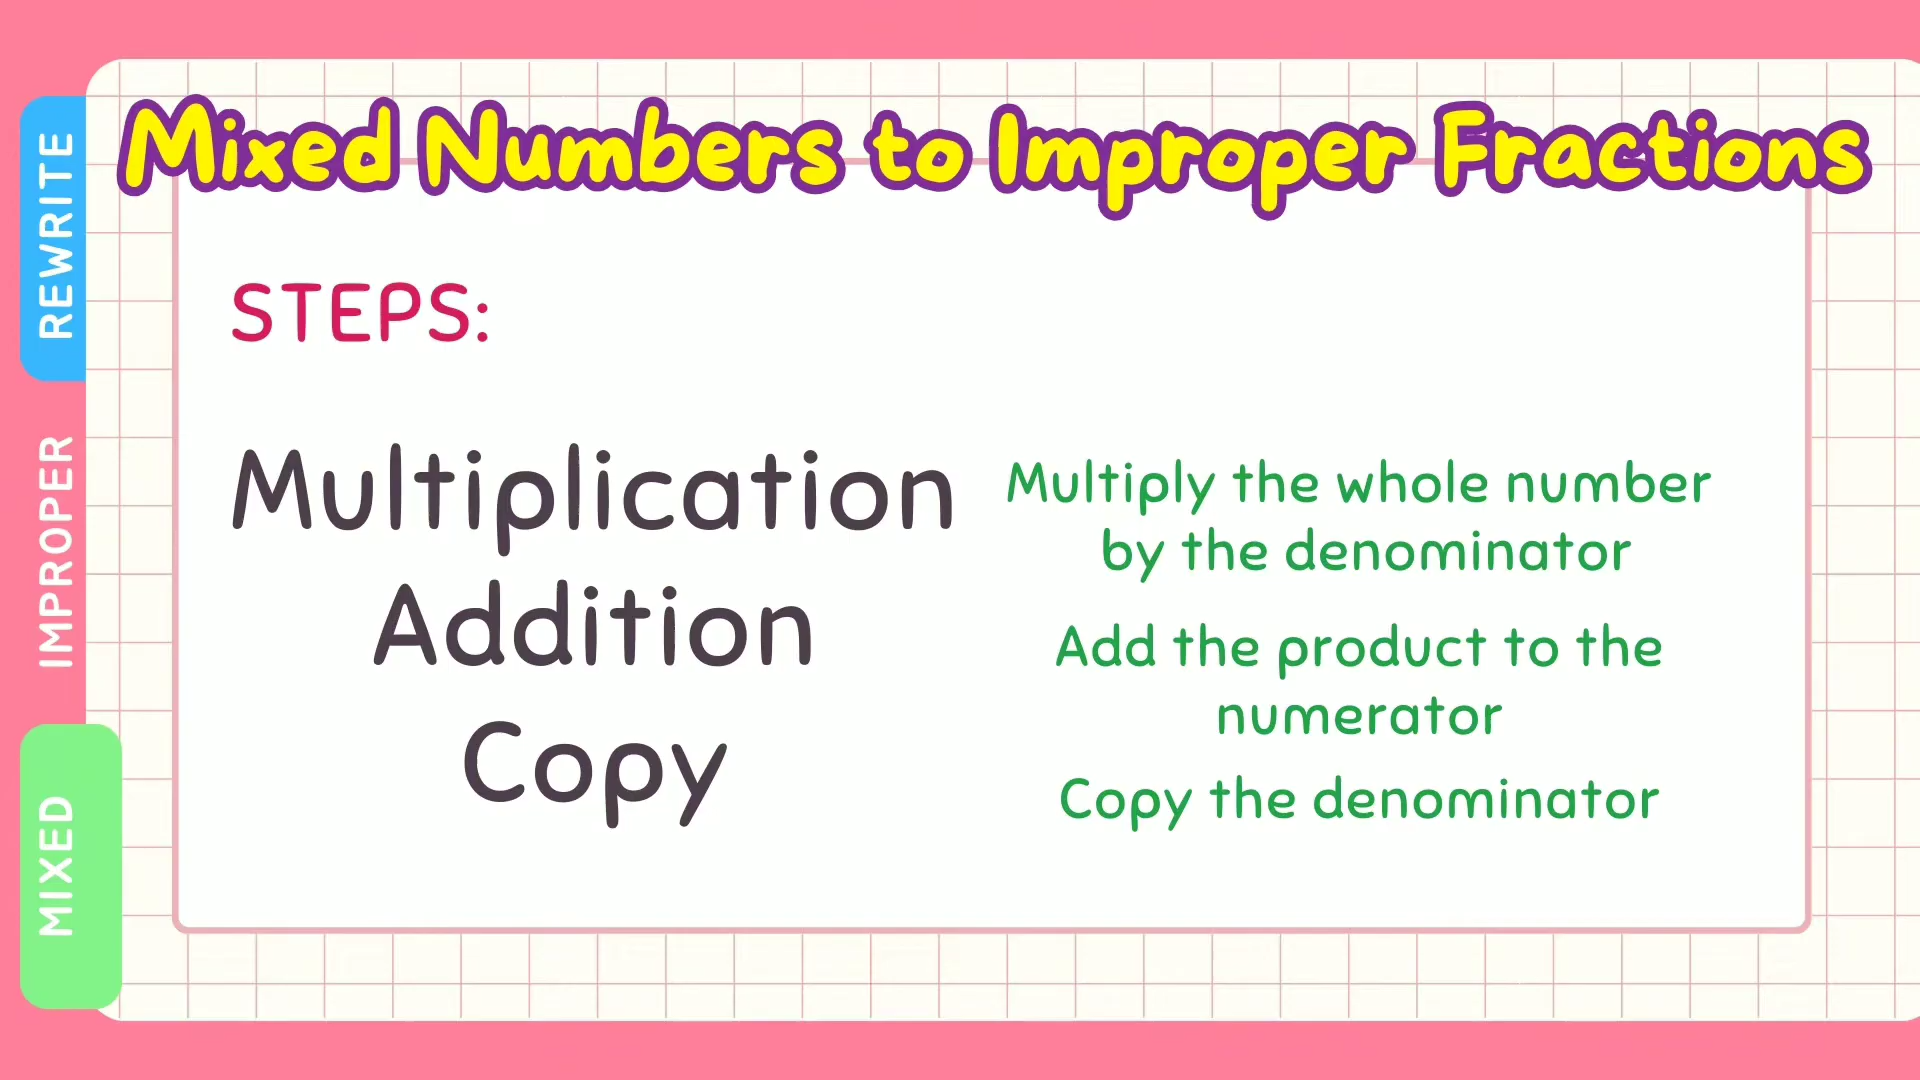 Mixed Numbers to Improper Fractions
REWRITE
IMPROPER
MIXED
STEPS:
Multiplication
Multiply the whole number
by the denominator
Addition
Add the product to the
numerator
Copy
Copy the denominator